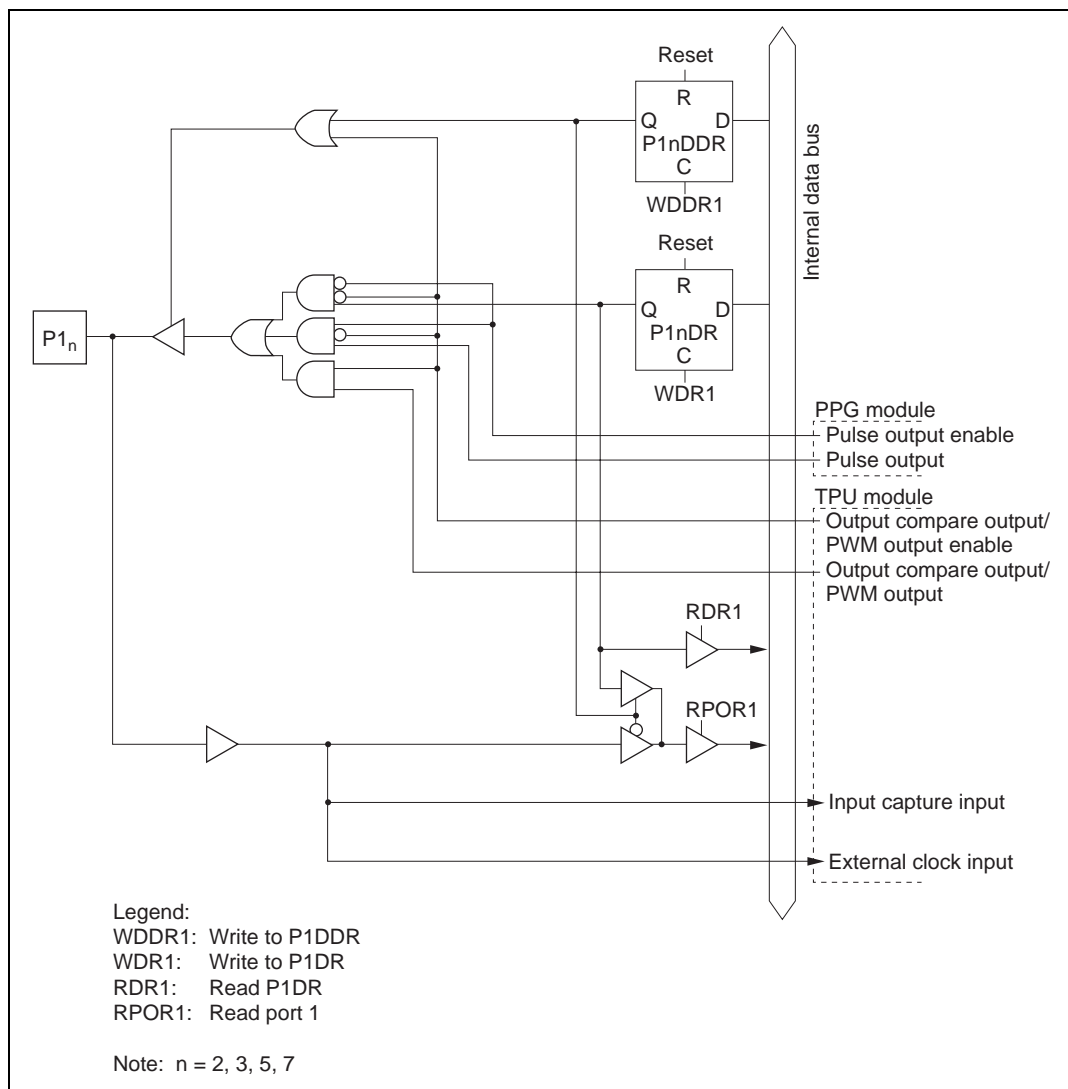 Reset
R
Q D
P1nDDR
C
WDDR1
Internal data bus
Reset
R
Q D
P1nDR
C
WDR1
P1n
PPG module
Pulse output enable
Pulse output
TPU module
Output compare output/
PWM output enable
Output compare output/
PWM output
RDR1
RPOR1
Input capture input
External clock input
Legend:
WDDR1: Write to P1DDR
WDR1: Write to P1DR
RDR1: Read P1DR
RPOR1: Read port 1
Note: n = 2, 3, 5, 7